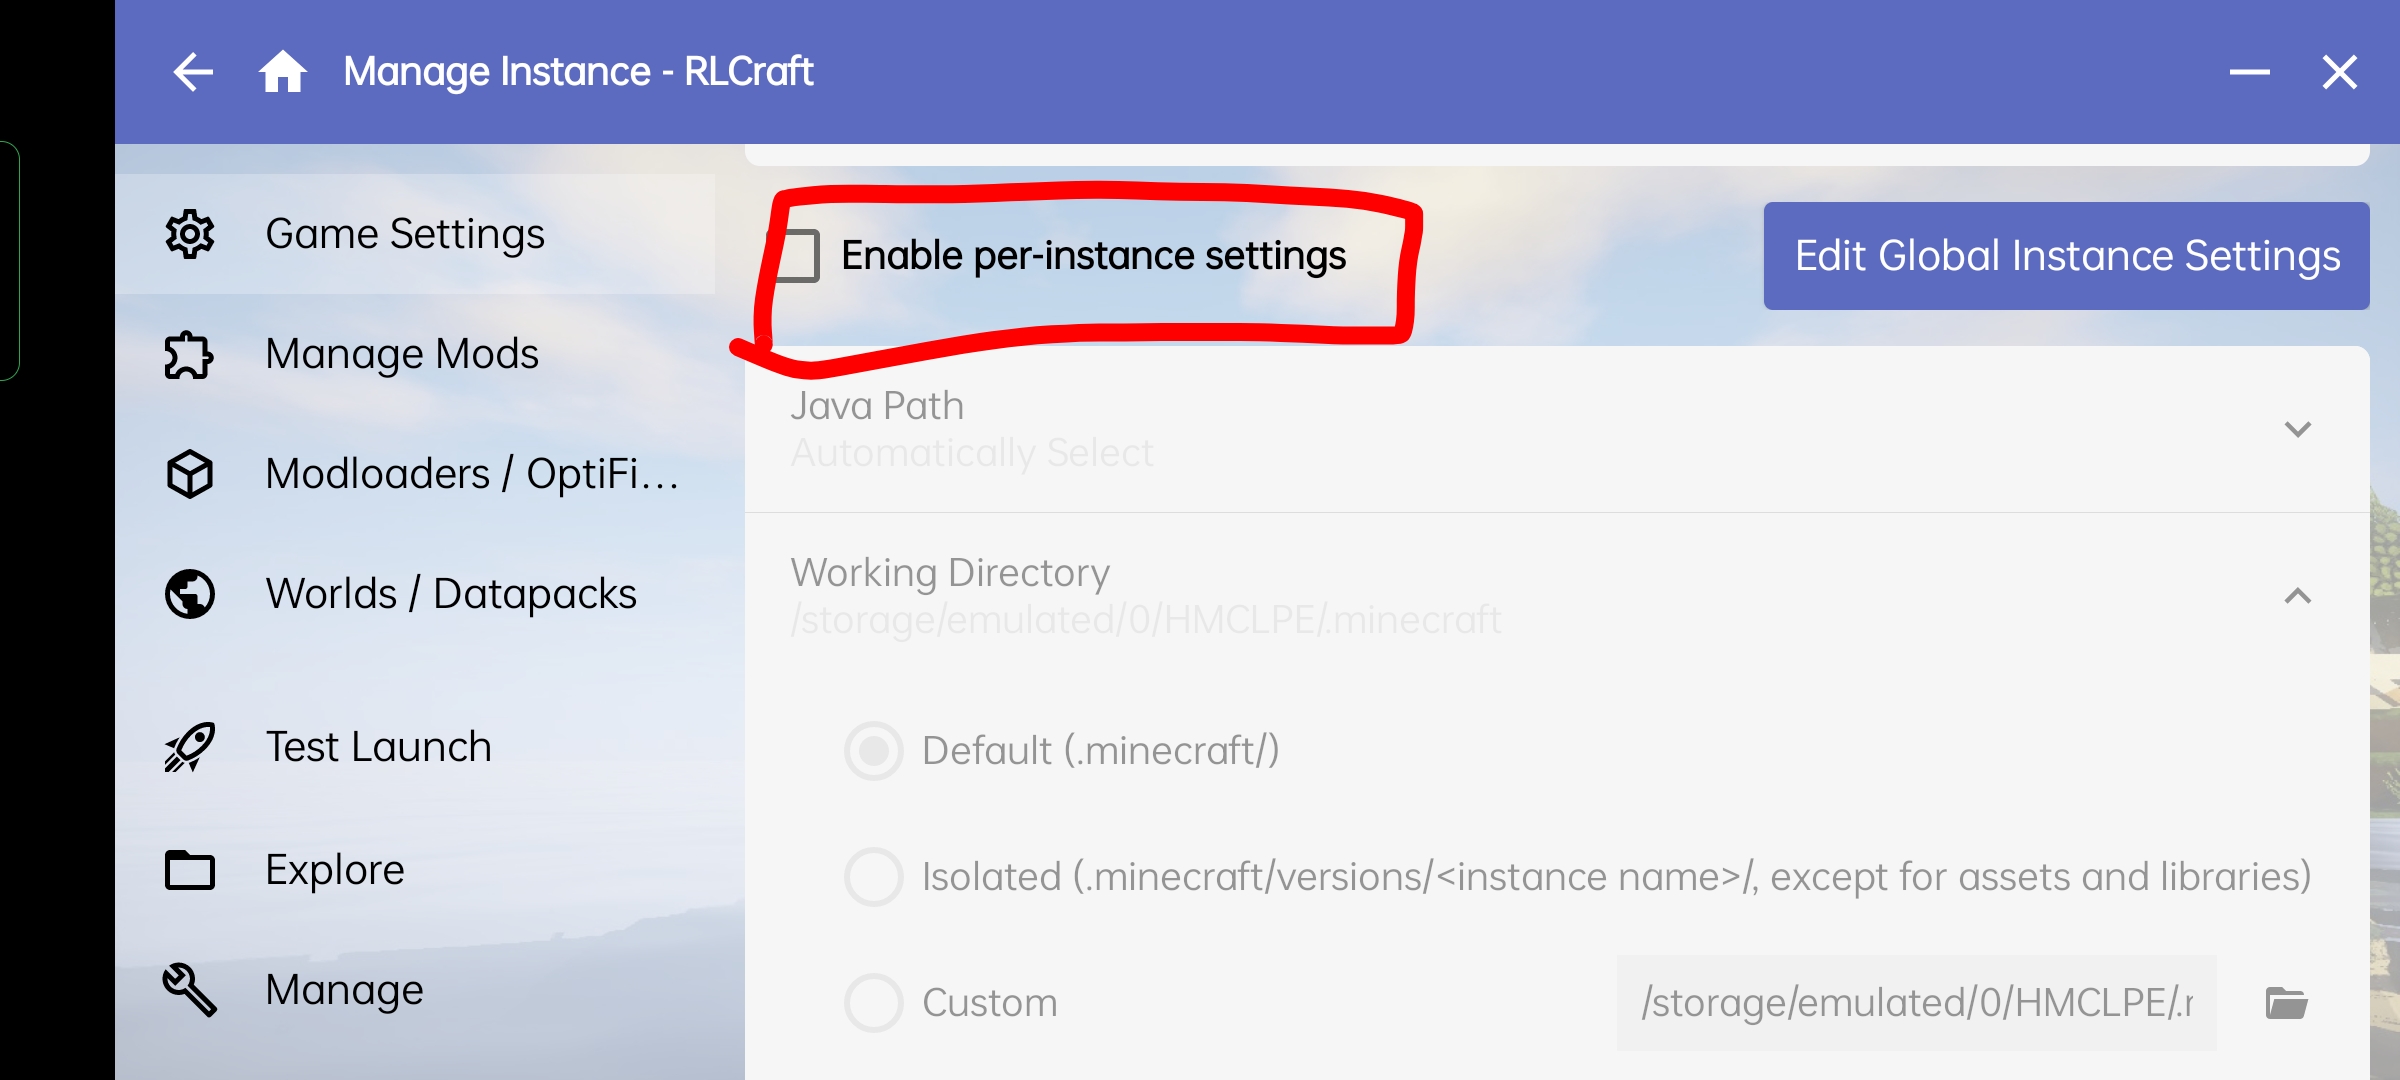 Manage Instance - RLCraft
Game Settings
Manage Mods
Modloaders / OptiFi...
Worlds / Datapacks
Test Launch
Explore
Manage
Enable per-instance settings
Edit Global Instance Settings
Java Path
Automatically Select
Working Directory
/storage/emulated/0/HMCLPE/.minecraft
Default (.minecraft/)
Isolated (.minecraft/versions/<instance name>/, except for assets and libraries)
Custom
/storage/emulated/0/HMCLPE/.r